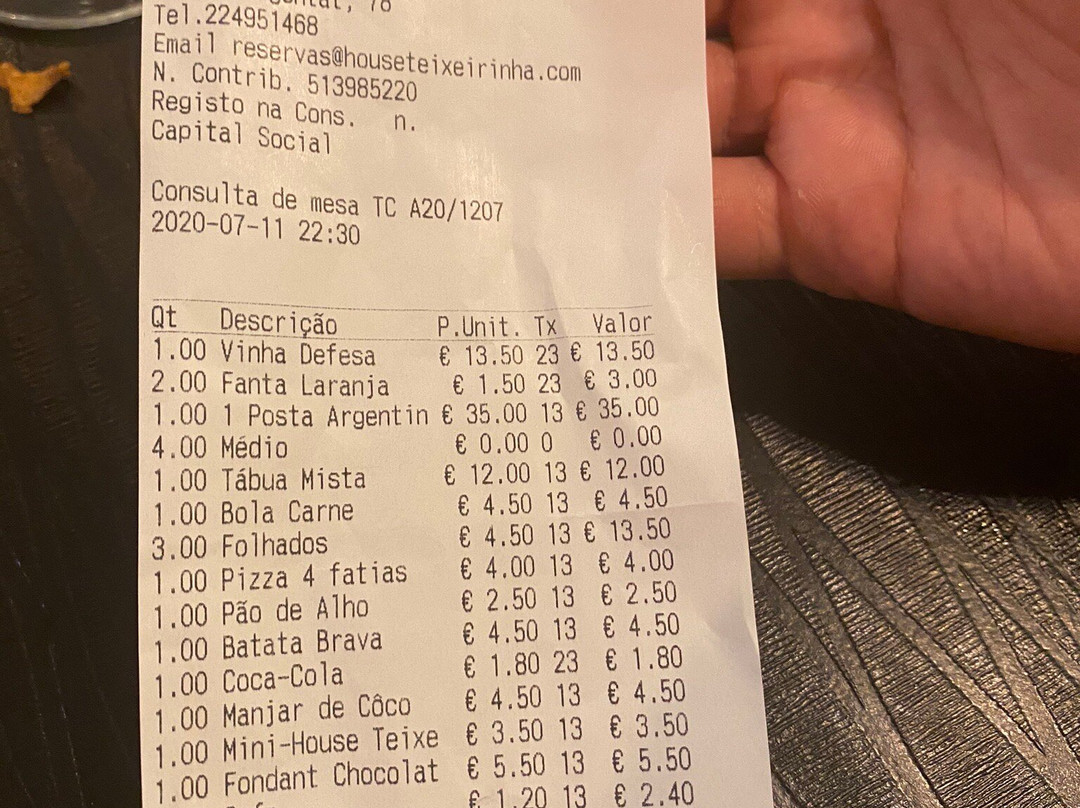 78
Tel.224951468
Email reservas@houseteixeirinha.com
N. Contrib. 513985220
Registo na Cons. n.
Capital Social
Consulta de mesa TC A20/1207
2020-07-11 22:30
Qt Descrição P.Unit. Tx Valor
1.00 Vinha Defesa € 13.50 23 € 13.50
2.00 Fanta Laranja € 1.50 23 € 3.00
1.00 1 Posta Argentin € 35.00 13 € 35.00
4.00 Médio € 0.00 0 € 0.00
1.00 Tábua Mista € 12.00 13 € 12.00
1.00 Bola Carne € 4.50 13 € 4.50
3.00 Folhados € 4.50 13 € 13.50
1.00 Pizza 4 fatias € 4.00 13 € 4.00
1.00 Pão de Alho € 2.50 13 € 2.50
1.00 Batata Brava € 4.50 13 € 4.50
1.00 Coca-Cola € 1.80 23 € 1.80
1.00 Manjar de Côco € 4.50 13 € 4.50
1.00 Mini-House Teixe € 3.50 13 € 3.50
1.00 Fondant Chocolat € 5.50 13 € 5.50
€ 1.20 13 € 2.40